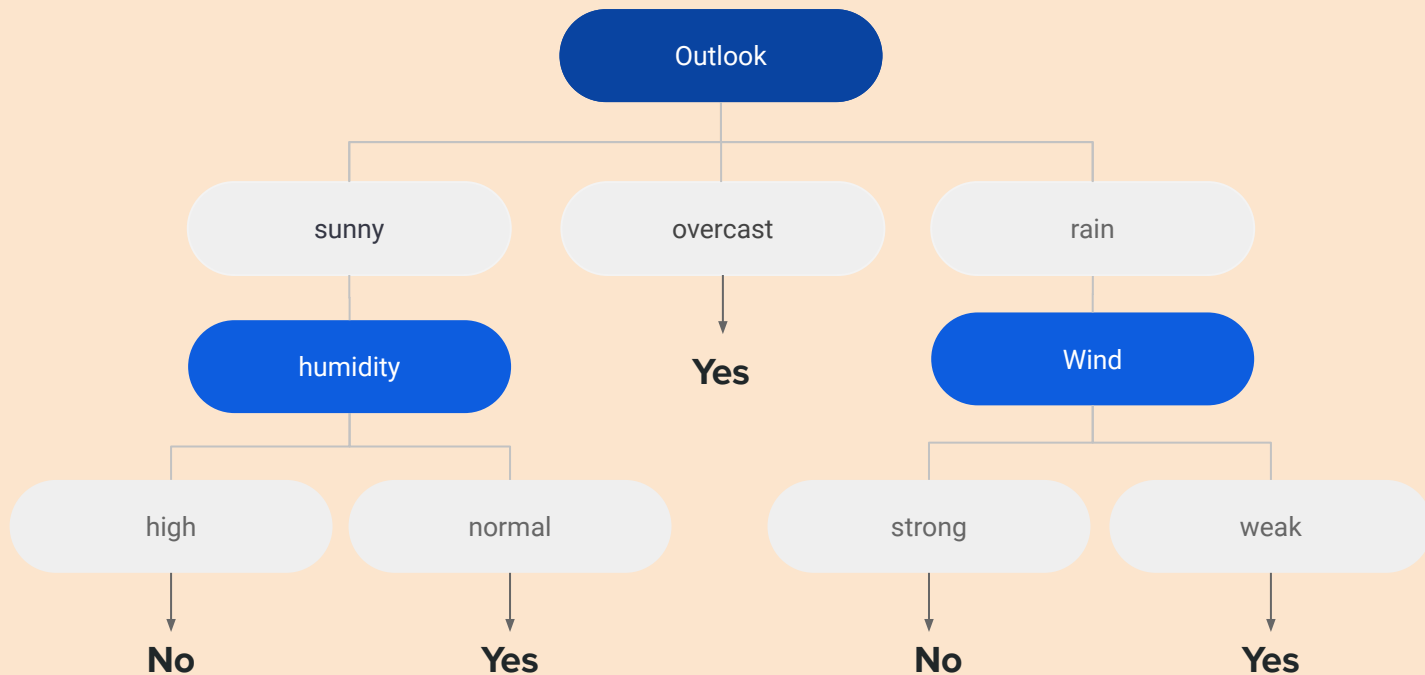 Outlook
sunny
overcast
rain
humidity
Yes
Wind
high
normal
strong
weak
No
Yes
No
Yes